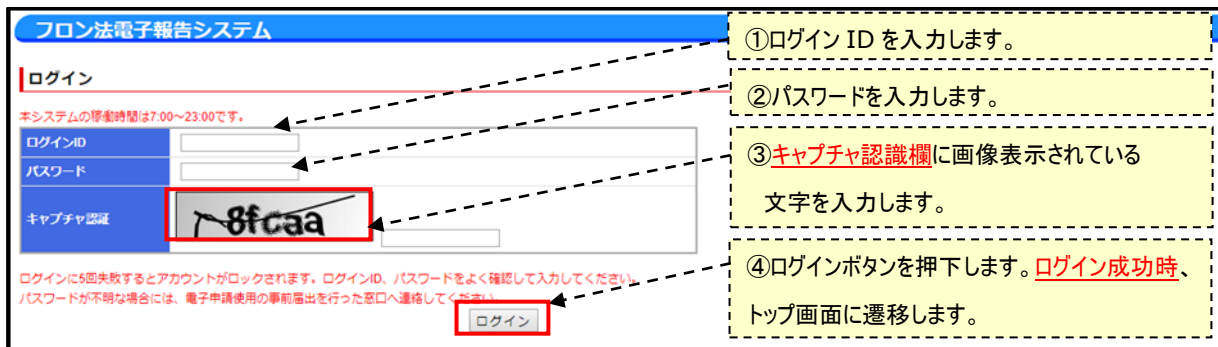 フロン法電子報告システム
ログイン
本システムの稼働時間は7:00～23:00です。
ログインID
パスワード
キャプチャ認証
8fcaa
ログインに5回失敗するとアカウントがロックされます。ログインID、パスワードをよく確認して入力してください。
パスワードが不明な場合には、電子申請使用の事前届出を行った窓口へ連絡してください。
ログイン
①ログイン ID を入力します。
②パスワードを入力します。
③キャプチャ認識欄に画像表示されている
文字を入力します。
④ログインボタンを押下します。ログイン成功時、
トップ画面に遷移します。